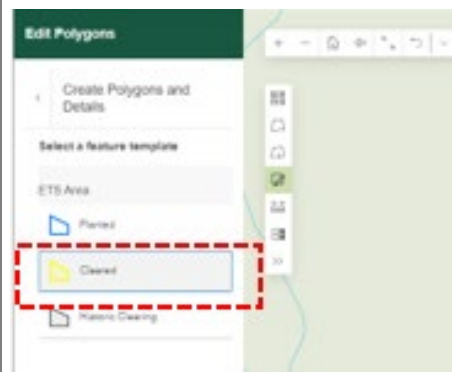 Edit Polygons
Create Polygons and
Details
Select a feature template
ETS Area
Planted
Cleared
Historic Clearing